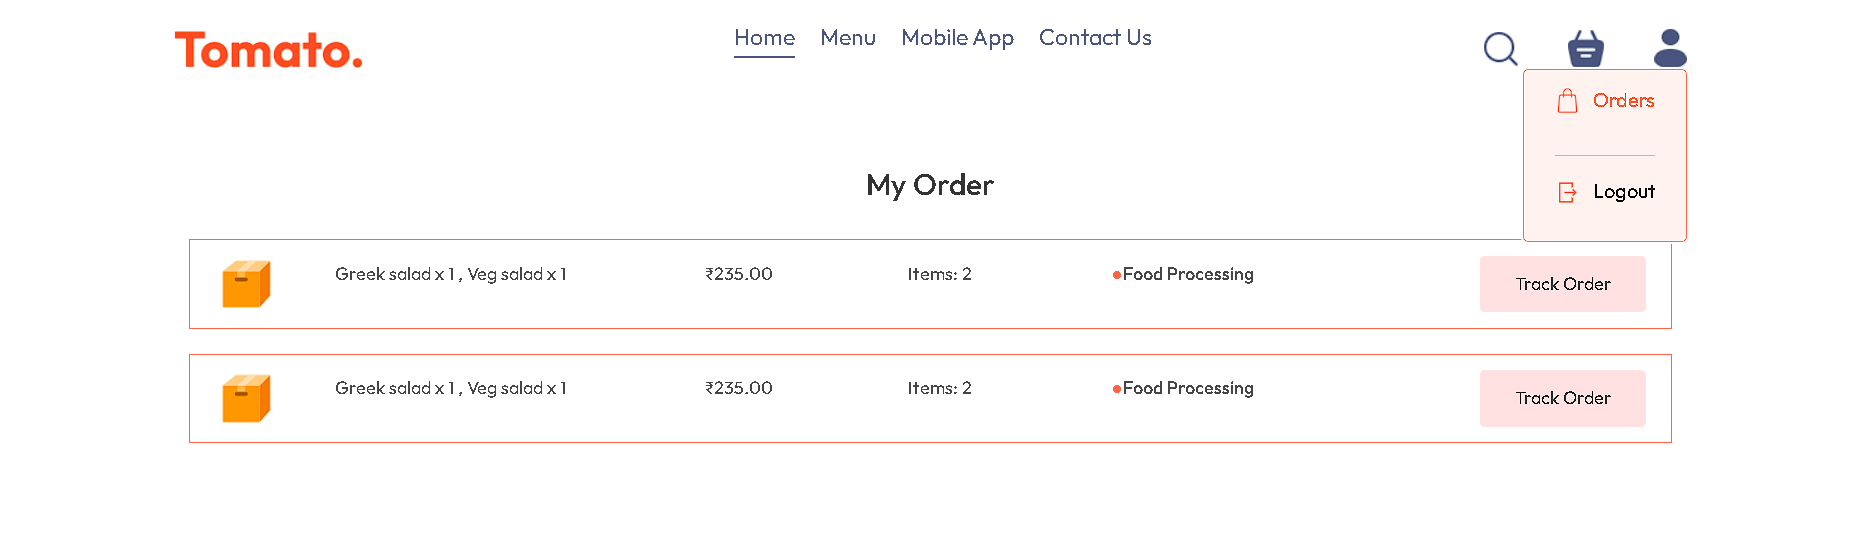 Tomato.
Home Menu Mobile App Contact Us
Orders
Logout
My Order
Greek salad x 1 , Veg salad x 1 ₹235.00 Items: 2 ●Food Processing Track Order
Greek salad x 1 , Veg salad x 1 ₹235.00 Items: 2 ●Food Processing Track Order